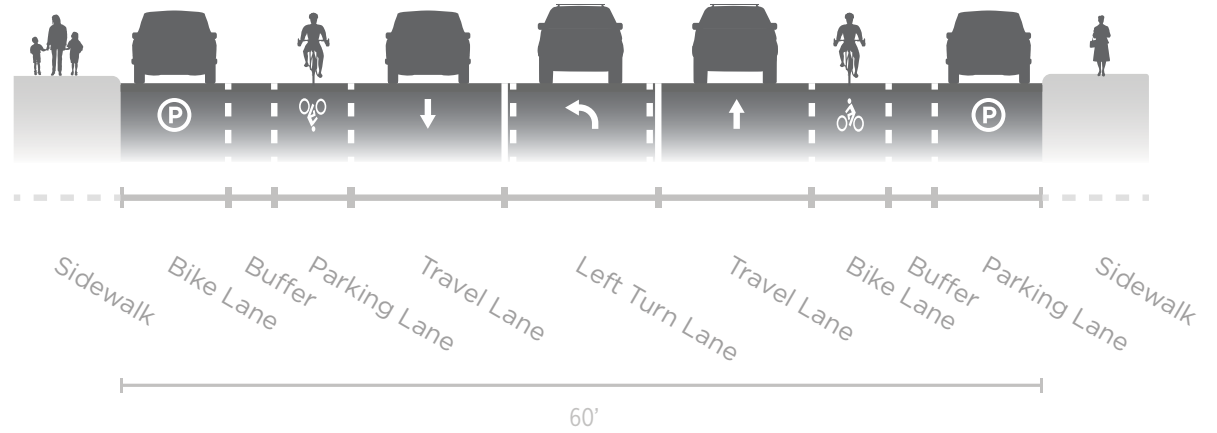 P
P
Sidewalk
Bike Lane
Buffer
Parking Lane
Travel Lane
Left Turn Lane
Travel Lane
Bike Lane
Buffer
Parking Lane
Sidewalk
60’